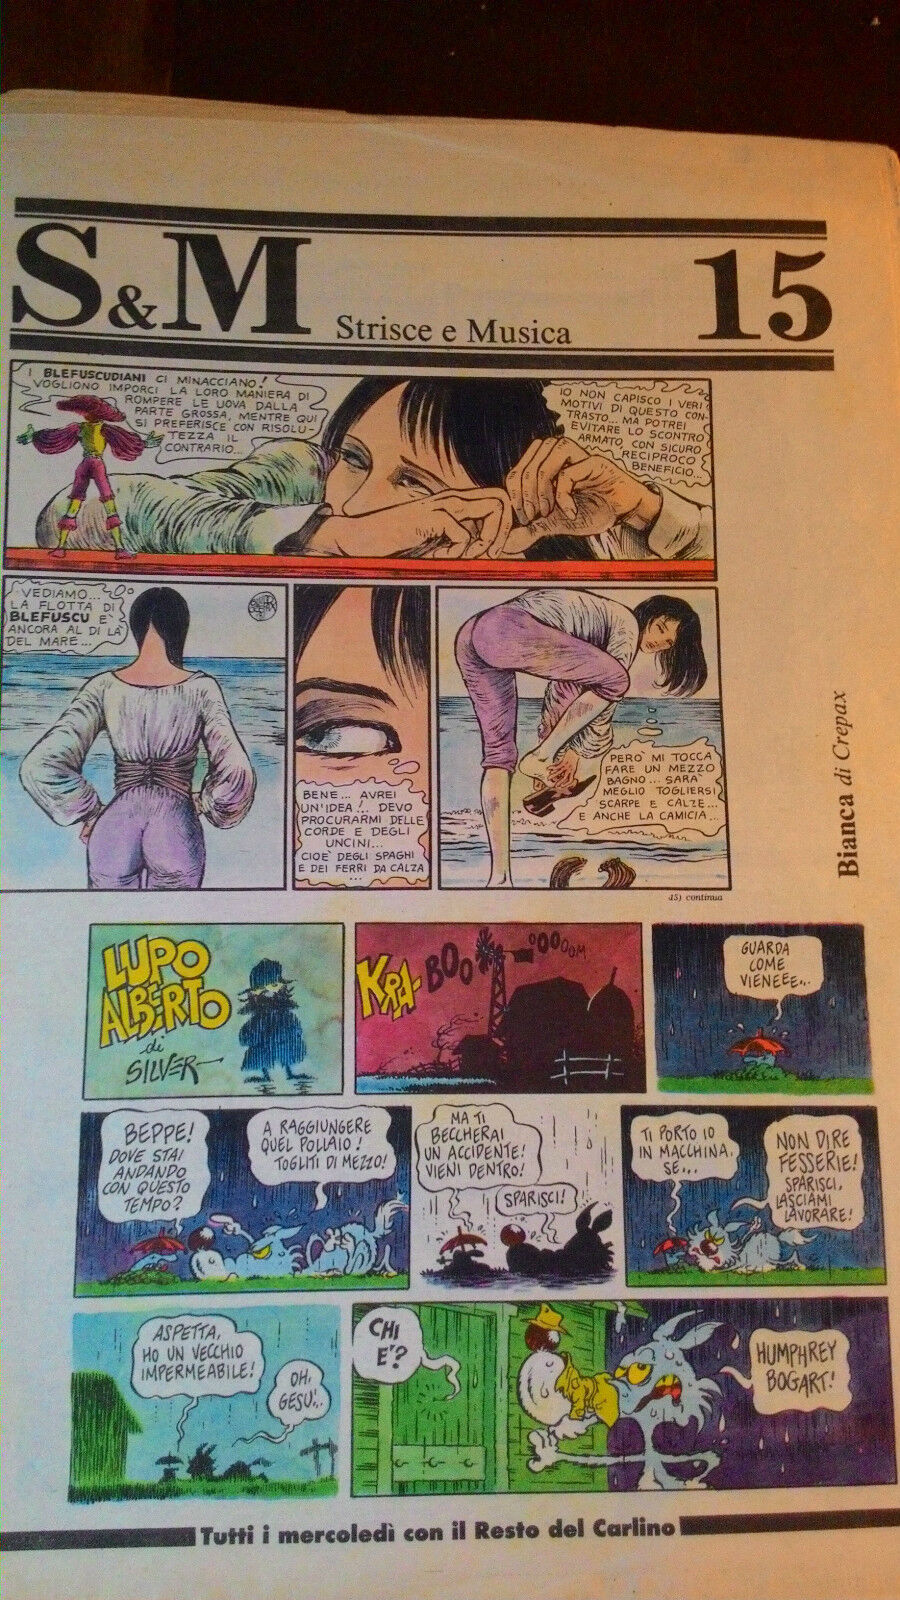 S&M
Strisce e Musica
15
I BLEFUSCUDIANI CI MINACCIANO!
VOGLIONO IMPORCI LA LORO MANIERA DI
ROMPERE LE UOVA DALLA
PARTE GROSSA, MENTRE QUI
SI PREFERISCE CON RISOLU-
TEZZA IL
CONTRARIO...
IO NON CAPISCO I VERI
MOTIVI DI QUESTO CON-
TRASTO... MA POTREI
EVITARE LO SCONTRO
ARMATO, CON SICURO
RECIPROCO
BENEFICIO...
VEDIAMO...
LA FLOTTA DI
BLEFUSCU E'
ANCORA AL DI LA'
DEL MARE...
BENE... AVREI
UN'IDEA!.. DEVO
PROCURARMI DELLE
CORDE E DEGLI
UNCINI...
CIOE' DEGLI SPAGHI
E DEI FERRI DA CALZA
...
PERO' MI TOCCA
FARE UN MEZZO
BAGNO... SARA'
MEGLIO TOGLIERSI
SCARPE E CALZE...
E ANCHE LA CAMICIA...
15) continua
Bianca di Crepax
LUPO
ALBERTO
di
SILVER
KRA-BOOOOOOOM
GUARDA
COME
VIENEEE...
BEPPE!
DOVE STAI
ANDANDO
CON QUESTO
TEMPO?
A RAGGIUNGERE
QUEL POLLAIO!
TOGLITI DI MEZZO!
MA TI
BECCHERAI
UN ACCIDENTE!
VIENI DENTRO!
SPARISCI!
TI PORTO IO
IN MACCHINA,
SE...
NON DIRE
FESSERIE!
SPARISCI,
LASCIAMI
LAVORARE!
ASPETTA,
HO UN VECCHIO
IMPERMEABILE!
OH,
GESU'..
CHI
E'?
HUMPHREY
BOGART!
Tutti i mercoledì con il Resto del Carlino